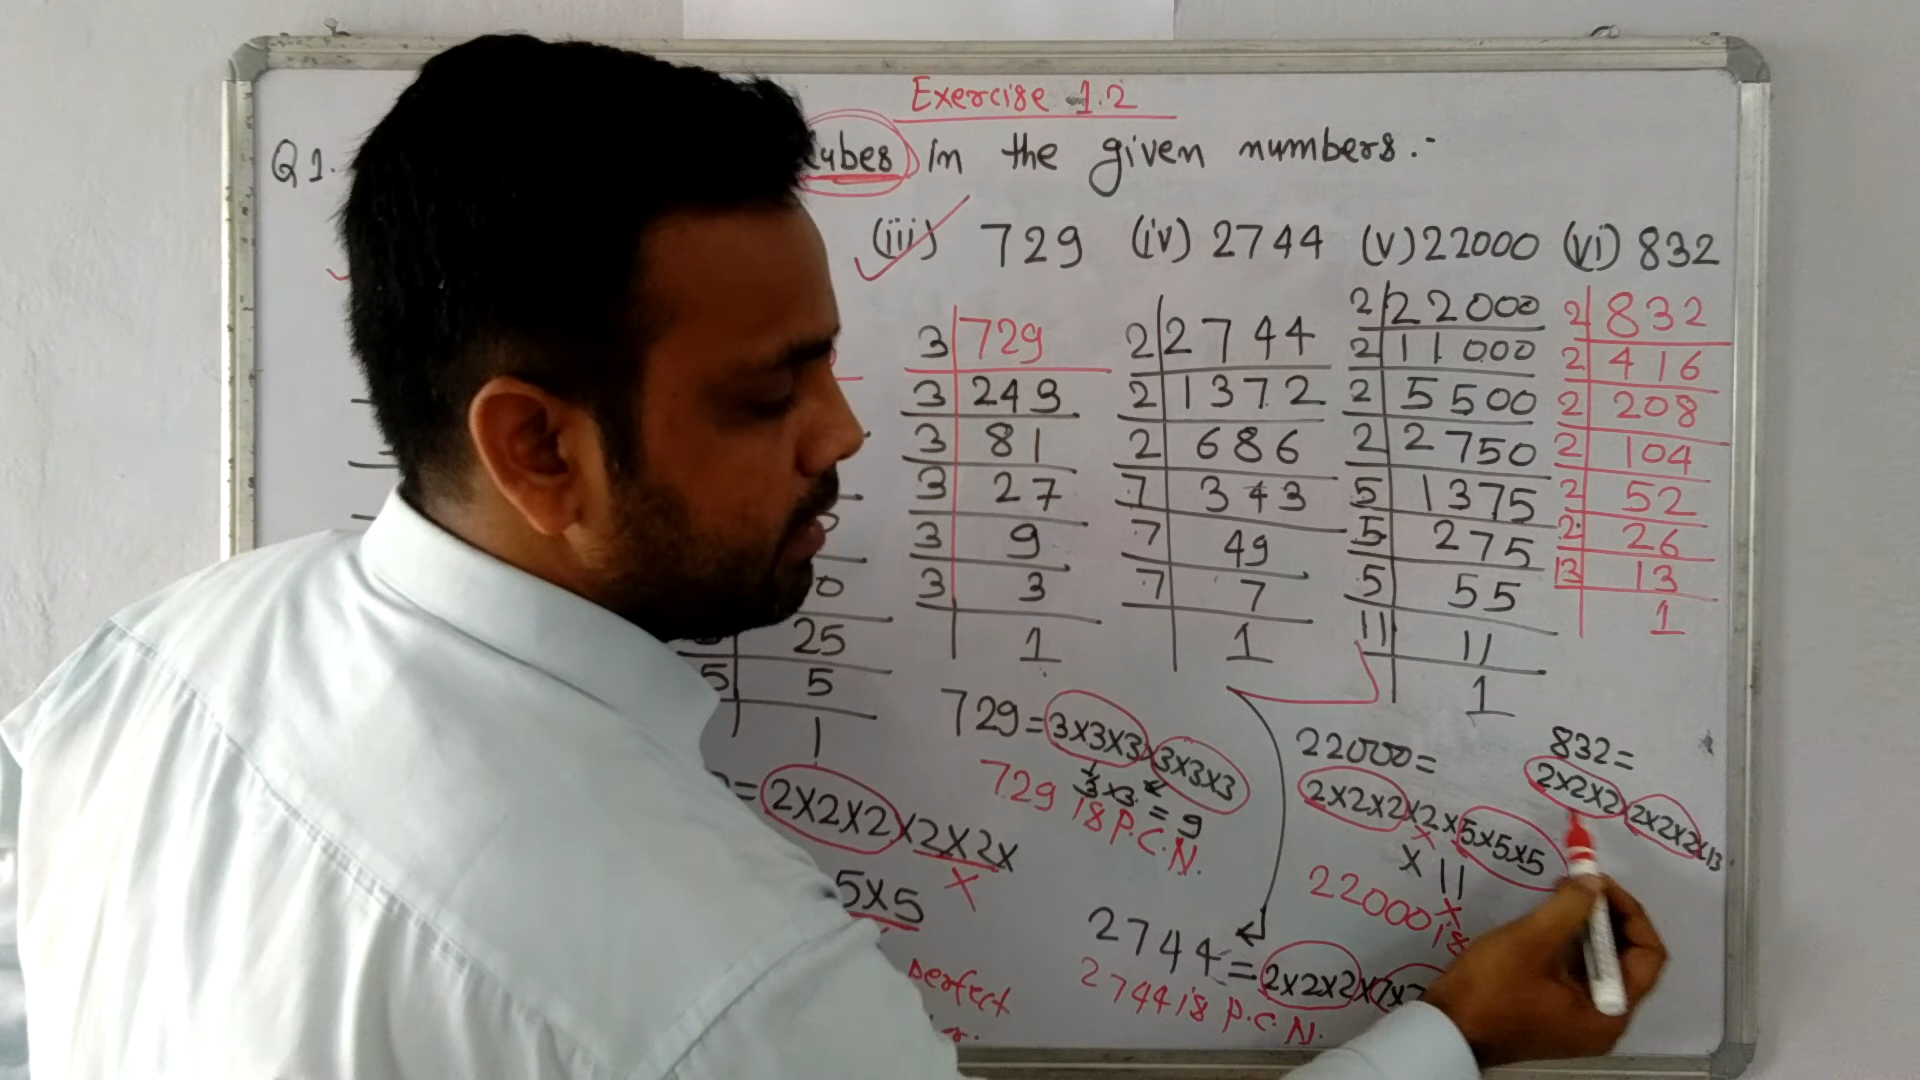 Exercise 1.2
Q1. Cubes in the given numbers.:-
(iii) 729 (iv) 2744 (v) 22000 (vi) 832
3 729
3 249
3 81
3 27
3 9
3 3
1
2 2744
2 1372
2 686
7 343
7 49
7 7
1
2 22000
2 11000
2 5500
2 2750
5 1375
5 275
5 55
11 11
1
2 832
2 416
2 208
2 104
2 52
2 26
13 13
1
25
5 5
1
=2x2x2x2x2x
x
5x5
perfect
729=3x3x3x3x3x3
3x3 = 9
729 is P.C.N.
2744=2x2x2x7x7
2744 is P.C.N.
22000=
2x2x2x2x5x5x5
x
x 11
x
22000 is
832=
2x2x2x2x2x2x13